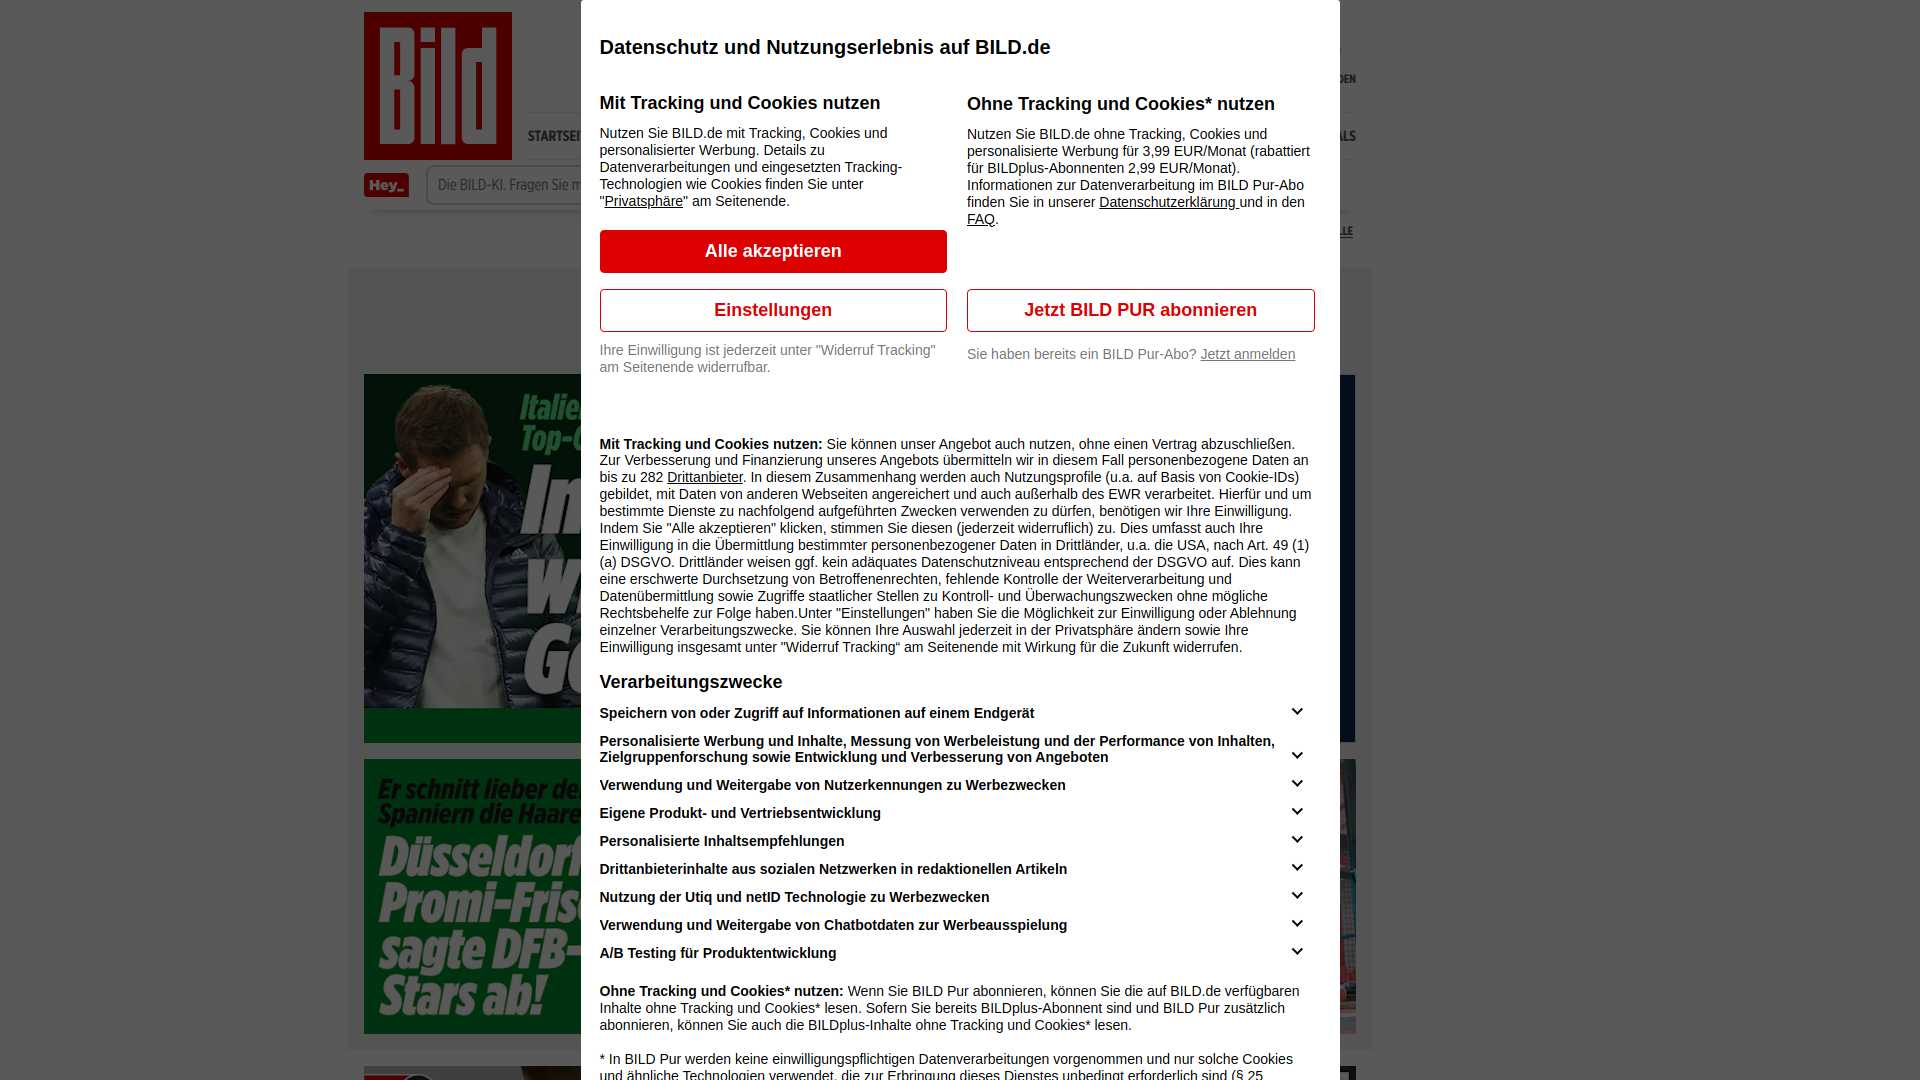 Bild
DEN
STARTSEI
ALS
Hey_
Die BILD-KI. Fragen Sie m
LLE
Italie
Top-
In
w
Ge
Er schnitt lieber de
Spaniern die Haare
Düsseldorf
Promi-Fris
sagte DFB-
Stars ab!
Datenschutz und Nutzungserlebnis auf BILD.de
Mit Tracking und Cookies nutzen
Nutzen Sie BILD.de mit Tracking, Cookies und
personalisierter Werbung. Details zu
Datenverarbeitungen und eingesetzten Tracking-
Technologien wie Cookies finden Sie unter
"Privatsphäre" am Seitenende.
Alle akzeptieren
Einstellungen
Ihre Einwilligung ist jederzeit unter "Widerruf Tracking"
am Seitenende widerrufbar.
Ohne Tracking und Cookies* nutzen
Nutzen Sie BILD.de ohne Tracking, Cookies und
personalisierte Werbung für 3,99 EUR/Monat (rabattiert
für BILDplus-Abonnenten 2,99 EUR/Monat).
Informationen zur Datenverarbeitung im BILD Pur-Abo
finden Sie in unserer Datenschutzerklärung und in den
FAQ.
Jetzt BILD PUR abonnieren
Sie haben bereits ein BILD Pur-Abo? Jetzt anmelden
Mit Tracking und Cookies nutzen: Sie können unser Angebot auch nutzen, ohne einen Vertrag abzuschließen.
Zur Verbesserung und Finanzierung unseres Angebots übermitteln wir in diesem Fall personenbezogene Daten an
bis zu 282 Drittanbieter. In diesem Zusammenhang werden auch Nutzungsprofile (u.a. auf Basis von Cookie-IDs)
gebildet, mit Daten von anderen Webseiten angereichert und auch außerhalb des EWR verarbeitet. Hierfür und um
bestimmte Dienste zu nachfolgend aufgeführten Zwecken verwenden zu dürfen, benötigen wir Ihre Einwilligung.
Indem Sie "Alle akzeptieren" klicken, stimmen Sie diesen (jederzeit widerruflich) zu. Dies umfasst auch Ihre
Einwilligung in die Übermittlung bestimmter personenbezogener Daten in Drittländer, u.a. die USA, nach Art. 49 (1)
(a) DSGVO. Drittländer weisen ggf. kein adäquates Datenschutzniveau entsprechend der DSGVO auf. Dies kann
eine erschwerte Durchsetzung von Betroffenenrechten, fehlende Kontrolle der Weiterverarbeitung und
Datenübermittlung sowie Zugriffe staatlicher Stellen zu Kontroll- und Überwachungszwecken ohne mögliche
Rechtsbehelfe zur Folge haben.Unter "Einstellungen" haben Sie die Möglichkeit zur Einwilligung oder Ablehnung
einzelner Verarbeitungszwecke. Sie können Ihre Auswahl jederzeit in der Privatsphäre ändern sowie Ihre
Einwilligung insgesamt unter "Widerruf Tracking“ am Seitenende mit Wirkung für die Zukunft widerrufen.
Verarbeitungszwecke
Speichern von oder Zugriff auf Informationen auf einem Endgerät
Personalisierte Werbung und Inhalte, Messung von Werbeleistung und der Performance von Inhalten,
Zielgruppenforschung sowie Entwicklung und Verbesserung von Angeboten
Verwendung und Weitergabe von Nutzerkennungen zu Werbezwecken
Eigene Produkt- und Vertriebsentwicklung
Personalisierte Inhaltsempfehlungen
Drittanbieterinhalte aus sozialen Netzwerken in redaktionellen Artikeln
Nutzung der Utiq und netID Technologie zu Werbezwecken
Verwendung und Weitergabe von Chatbotdaten zur Werbeausspielung
A/B Testing für Produktentwicklung
Ohne Tracking und Cookies* nutzen: Wenn Sie BILD Pur abonnieren, können Sie die auf BILD.de verfügbaren
Inhalte ohne Tracking und Cookies* lesen. Sofern Sie bereits BILDplus-Abonnent sind und BILD Pur zusätzlich
abonnieren, können Sie auch die BILDplus-Inhalte ohne Tracking und Cookies* lesen.
* In BILD Pur werden keine einwilligungspflichtigen Datenverarbeitungen vorgenommen und nur solche Cookies
und ähnliche Technologien verwendet, die zur Erbringung dieses Dienstes unbedingt erforderlich sind (§ 25